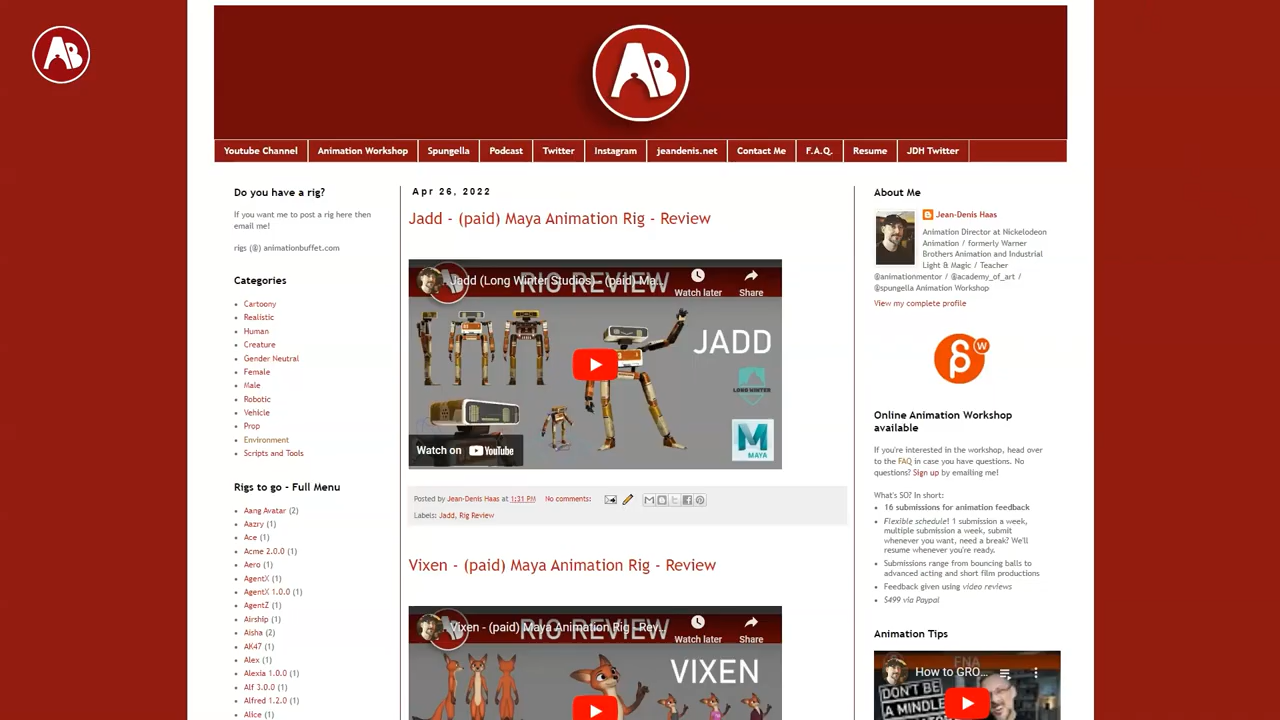 AB
AB
Youtube Channel
Animation Workshop
Spungella
Podcast
Twitter
Instagram
jeandenis.net
Contact Me
F.A.Q.
Resume
JDH Twitter
Do you have a rig?
If you want me to post a rig here then
email me!
rigs (@) animationbuffet.com
Categories
Cartoony
Realistic
Human
Creature
Gender Neutral
Female
Male
Robotic
Vehicle
Prop
Environment
Scripts and Tools
Rigs to go - Full Menu
Aang Avatar (2)
Aazry (1)
Ace (1)
Acme 2.0.0 (1)
Aero (1)
AgentX (1)
AgentX 1.0.0 (1)
AgentZ (1)
Airship (1)
Aisha (2)
AK47 (1)
Alex (1)
Alexia 1.0.0 (1)
Alf 3.0.0 (1)
Alfred 1.2.0 (1)
Alice (1)
Apr 26, 2022
Jadd - (paid) Maya Animation Rig - Review
RIG REVIEW
Jadd (Long Winter Studios) - (paid) Ma...
Watch later
Share
JADD
LONG WINTER
M
MAYA
Watch on YouTube
Posted by Jean-Denis Haas at 1:31 PM No comments:
Labels: Jadd, Rig Review
Vixen - (paid) Maya Animation Rig - Review
RIG REVIEW
Vixen - (paid) Maya Animation Rig - Rev...
Watch later
Share
VIXEN
About Me
Jean-Denis Haas
Animation Director at Nickelodeon
Animation / formerly Warner
Brothers Animation and Industrial
Light & Magic / Teacher
@animationmentor / @academy_of_art /
@spungella Animation Workshop
View my complete profile
W
Online Animation Workshop
available
If you're interested in the workshop, head over
to the FAQ in case you have questions. No
questions? Sign up by emailing me!
What's SO? In short:
16 submissions for animation feedback
Flexible schedule! 1 submission a week,
multiple submission a week, submit
whenever you want, need a break? We'll
resume whenever you're ready.
Submissions range from bouncing balls to
advanced acting and short film productions
Feedback given using video reviews
$499 via Paypal
Animation Tips
How to GRO...
FNA
DON'T BE
A MINDLE